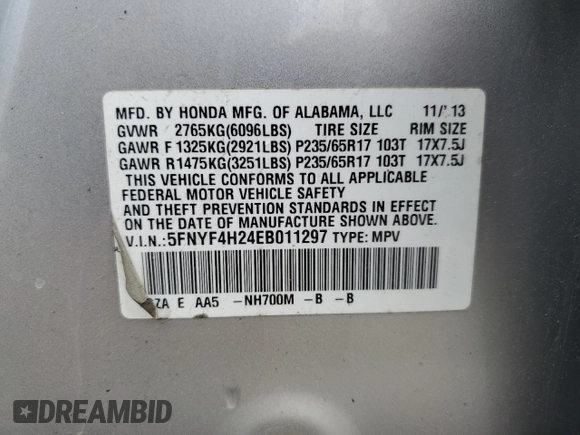 MFD. BY HONDA MFG. OF ALABAMA, LLC 11/13
GVWR 2765KG(6096LBS) TIRE SIZE RIM SIZE
GAWR F 1325KG(2921LBS) P235/65R17 103T 17X7.5J
GAWR R 1475KG(3251LBS) P235/65R17 103T 17X7.5J
THIS VEHICLE CONFORMS TO ALL APPLICABLE
FEDERAL MOTOR VEHICLE SAFETY
AND THEFT PREVENTION STANDARDS IN EFFECT
ON THE DATE OF MANUFACTURE SHOWN ABOVE.
V.I.N.:5FNYF4H24EB011297 TYPE: MPV
ZA E AA5 -NH700M -B -B
DREAMBID